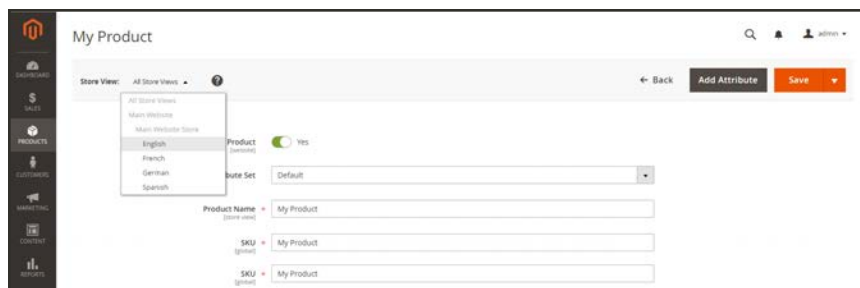 My Product
admin
DASHBOARD
Store View: All Store Views
← Back
Add Attribute
Save
SALES
All Store Views
Main Website
Main Website Store
PRODUCTS
English
Product
Yes
[website]
French
CUSTOMERS
German
bute Set
Default
Spanish
MARKETING
Product Name * My Product
[store view]
CONTENT
SKU * My Product
[global]
REPORTS
SKU * My Product
[global]